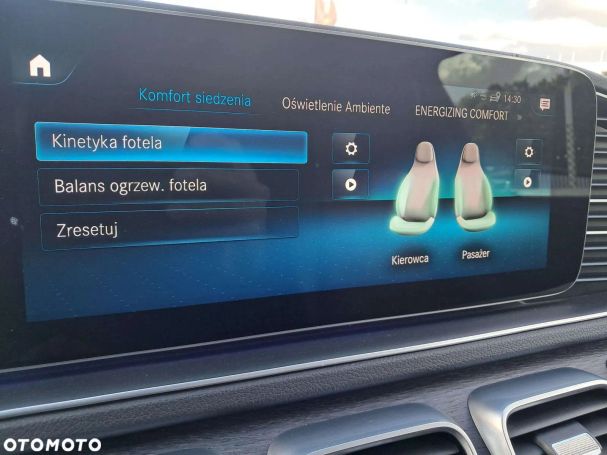 14:30
Komfort siedzenia Oświetlenie Ambiente ENERGIZING COMFORT
Kinetyka fotela
Balans ogrzew. fotela
Zresetuj
Kierowca Pasażer
OTOMOTO